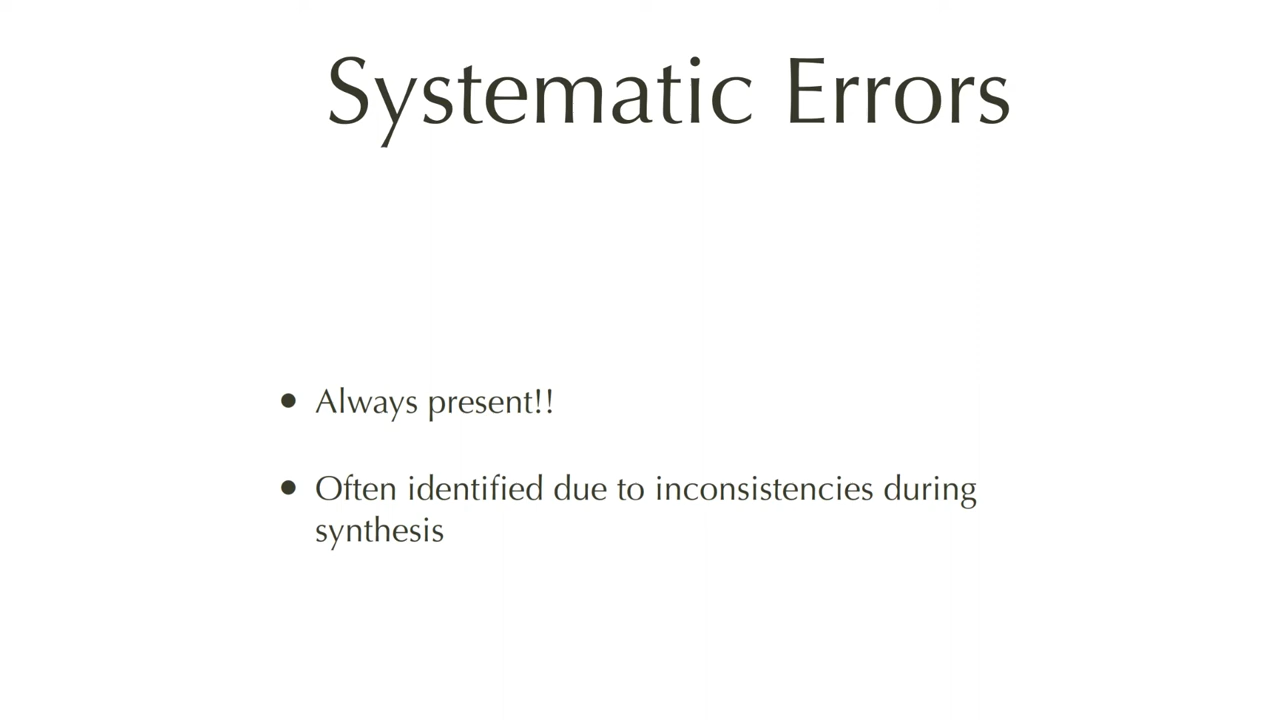 Systematic Errors
• Always present!!
• Often identified due to inconsistencies during
synthesis